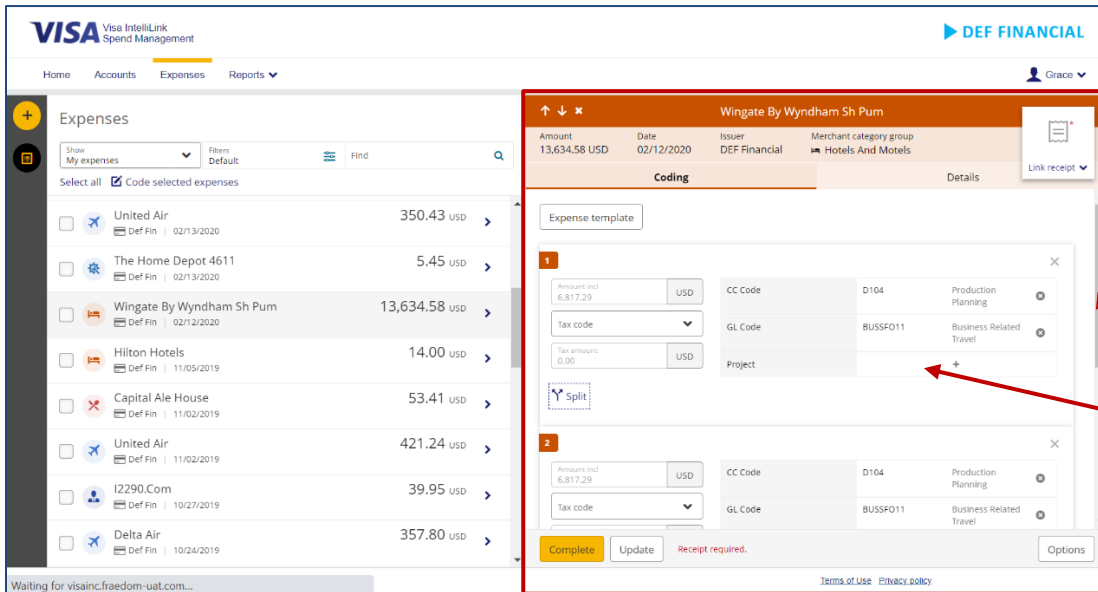 VISA Visa IntelliLink
Spend Management
DEF FINANCIAL
Home Accounts Expenses Reports
Grace
Expenses
Show
My expenses
Filters
Default
Find
Select all Code selected expenses
United Air 350.43 USD
Def Fin | 02/13/2020
The Home Depot 4611 5.45 USD
Def Fin | 02/13/2020
Wingate By Wyndham Sh Pum 13,634.58 USD
Def Fin | 02/12/2020
Hilton Hotels 14.00 USD
Def Fin | 11/05/2019
Capital Ale House 53.41 USD
Def Fin | 11/02/2019
United Air 421.24 USD
Def Fin | 11/02/2019
I2290.Com 39.95 USD
Def Fin | 10/27/2019
Delta Air 357.80 USD
Def Fin | 10/24/2019
Waiting for visainc.fraedom-uat.com...
Wingate By Wyndham Sh Pum
Amount Date Issuer Merchant category group
13,634.58 USD 02/12/2020 DEF Financial Hotels And Motels
Link receipt
Coding Details
Expense template
1
Amount incl
6,817.29 USD
CC Code D104 Production
Planning
Tax code
GL Code BUSSFO11 Business Related
Travel
Tax amount
0.00 USD
Project +
Split
2
Amount incl
6,817.29 USD
CC Code D104 Production
Planning
Tax code
GL Code BUSSFO11 Business Related
Travel
Complete Update Receipt required. Options
Terms of Use Privacy policy